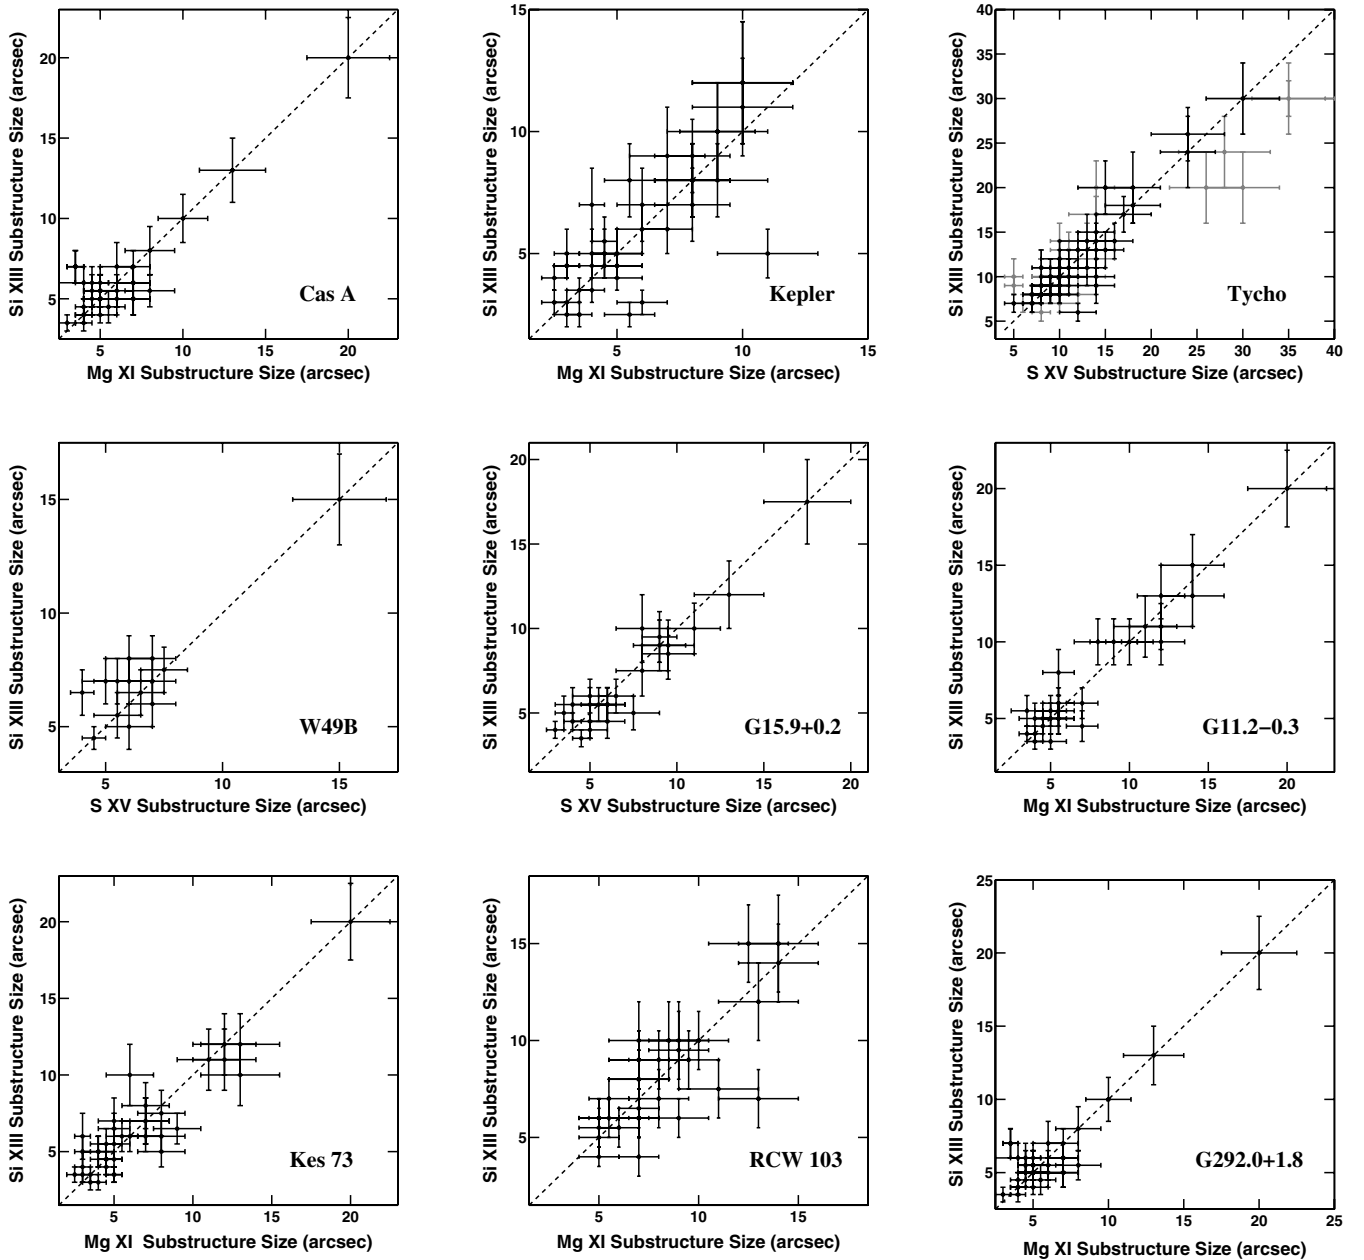 Si XIII Substructure Size (arcsec)
20
15
10
5
Cas A
5 10 15 20
Mg XI Substructure Size (arcsec)
Si XIII Substructure Size (arcsec)
15
10
5
Kepler
5 10 15
Mg XI Substructure Size (arcsec)
Si XIII Substructure Size (arcsec)
40
35
30
25
20
15
10
5
Tycho
5 10 15 20 25 30 35 40
S XV Substructure Size (arcsec)
Si XIII Substructure Size (arcsec)
15
10
5
W49B
5 10 15
S XV Substructure Size (arcsec)
Si XIII Substructure Size (arcsec)
20
15
10
5
G15.9+0.2
5 10 15 20
S XV Substructure Size (arcsec)
Si XIII Substructure Size (arcsec)
20
15
10
5
G11.2−0.3
5 10 15 20
Mg XI Substructure Size (arcsec)
Si XIII Substructure Size (arcsec)
20
15
10
5
Kes 73
5 10 15 20
Mg XI Substructure Size (arcsec)
Si XIII Substructure Size (arcsec)
15
10
5
RCW 103
5 10 15
Mg XI Substructure Size (arcsec)
Si XIII Substructure Size (arcsec)
25
20
15
10
5
G292.0+1.8
5 10 15 20 25
Mg XI Substructure Size (arcsec)